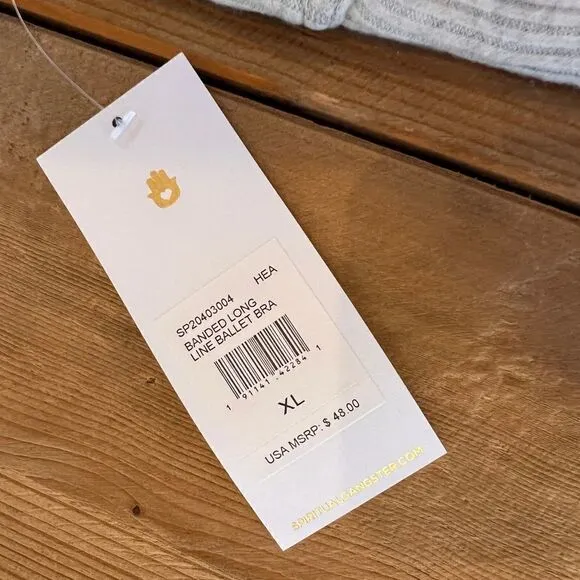 SP20403004 HEA
BANDED LONG
LINE BALLET BRA
1 91141 42284 1
XL
USA MSRP: $ 48.00
SPIRITUALGANGSTER.COM